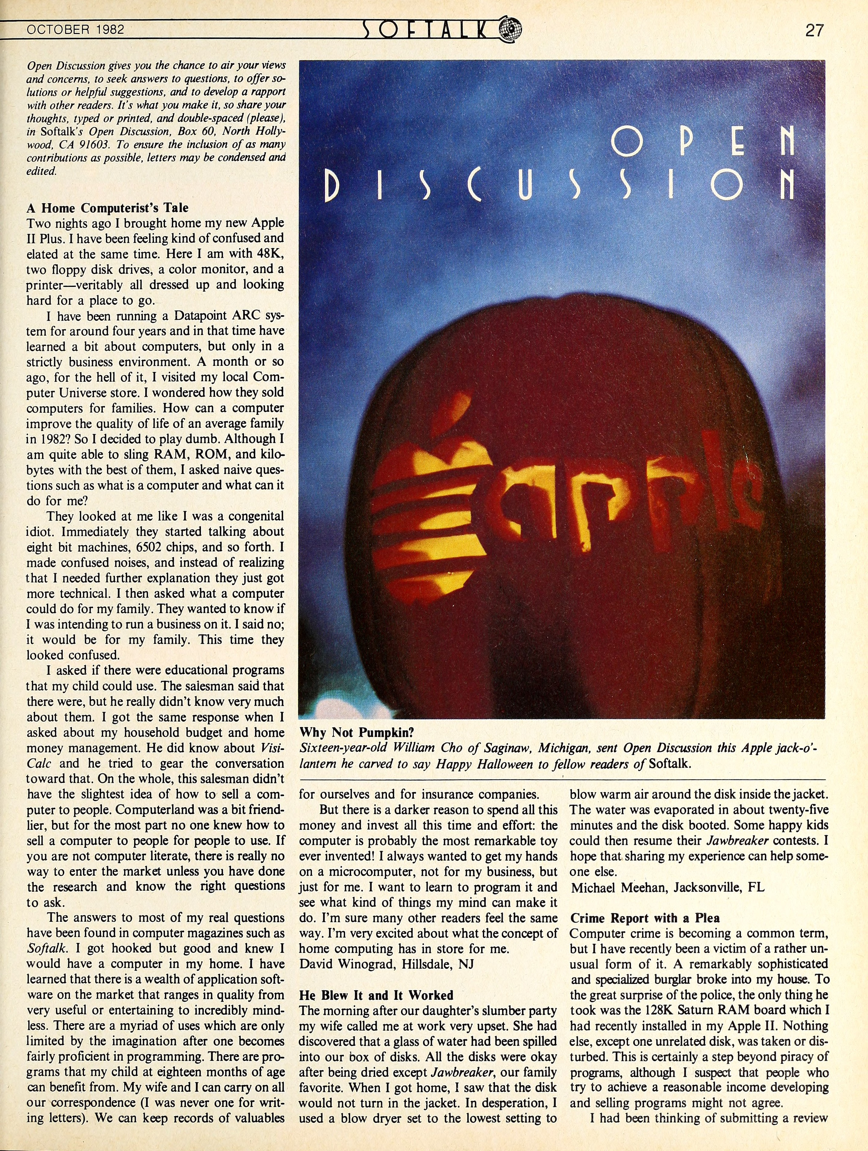 OCTOBER 1982
SOFTALK
27
Open Discussion gives you the chance to air your views
and concerns, to seek answers to questions, to offer so-
lutions or helpful suggestions, and to develop a rapport
with other readers. It's what you make it, so share your
thoughts, typed or printed, and double-spaced (please),
in Softalk's Open Discussion, Box 60, North Holly-
wood, CA 91603. To ensure the inclusion of as many
contributions as possible, letters may be condensed and
edited.
A Home Computerist's Tale
Two nights ago I brought home my new Apple
II Plus. I have been feeling kind of confused and
elated at the same time. Here I am with 48K,
two floppy disk drives, a color monitor, and a
printer—veritably all dressed up and looking
hard for a place to go.
I have been running a Datapoint ARC sys-
tem for around four years and in that time have
learned a bit about computers, but only in a
strictly business environment. A month or so
ago, for the hell of it, I visited my local Com-
puter Universe store. I wondered how they sold
computers for families. How can a computer
improve the quality of life of an average family
in 1982? So I decided to play dumb. Although I
am quite able to sling RAM, ROM, and kilo-
bytes with the best of them, I asked naive ques-
tions such as what is a computer and what can it
do for me?
They looked at me like I was a congenital
idiot. Immediately they started talking about
eight bit machines, 6502 chips, and so forth. I
made confused noises, and instead of realizing
that I needed further explanation they just got
more technical. I then asked what a computer
could do for my family. They wanted to know if
I was intending to run a business on it. I said no;
it would be for my family. This time they
looked confused.
I asked if there were educational programs
that my child could use. The salesman said that
there were, but he really didn't know very much
about them. I got the same response when I
asked about my household budget and home
money management. He did know about Visi-
Calc and he tried to gear the conversation
toward that. On the whole, this salesman didn't
have the slightest idea of how to sell a com-
puter to people. Computerland was a bit friend-
lier, but for the most part no one knew how to
sell a computer to people for people to use. If
you are not computer literate, there is really no
way to enter the market unless you have done
the research and know the right questions
to ask.
The answers to most of my real questions
have been found in computer magazines such as
Softalk. I got hooked but good and knew I
would have a computer in my home. I have
learned that there is a wealth of application soft-
ware on the market that ranges in quality from
very useful or entertaining to incredibly mind-
less. There are a myriad of uses which are only
limited by the imagination after one becomes
fairly proficient in programming. There are pro-
grams that my child at eighteen months of age
can benefit from. My wife and I can carry on all
our correspondence (I was never one for writ-
ing letters). We can keep records of valuables
OPEN
DISCUSSION
apple
Why Not Pumpkin?
Sixteen-year-old William Cho of Saginaw, Michigan, sent Open Discussion this Apple jack-o'-
lantern he carved to say Happy Halloween to fellow readers of Softalk.
for ourselves and for insurance companies.
But there is a darker reason to spend all this
money and invest all this time and effort: the
computer is probably the most remarkable toy
ever invented! I always wanted to get my hands
on a microcomputer, not for my business, but
just for me. I want to learn to program it and
see what kind of things my mind can make it
do. I'm sure many other readers feel the same
way. I'm very excited about what the concept of
home computing has in store for me.
David Winograd, Hillsdale, NJ
He Blew It and It Worked
The morning after our daughter's slumber party
my wife called me at work very upset. She had
discovered that a glass of water had been spilled
into our box of disks. All the disks were okay
after being dried except Jawbreaker, our family
favorite. When I got home, I saw that the disk
would not turn in the jacket. In desperation, I
used a blow dryer set to the lowest setting to
blow warm air around the disk inside the jacket.
The water was evaporated in about twenty-five
minutes and the disk booted. Some happy kids
could then resume their Jawbreaker contests. I
hope that sharing my experience can help some-
one else.
Michael Meehan, Jacksonville, FL
Crime Report with a Plea
Computer crime is becoming a common term,
but I have recently been a victim of a rather un-
usual form of it. A remarkably sophisticated
and specialized burglar broke into my house. To
the great surprise of the police, the only thing he
took was the 128K Saturn RAM board which I
had recently installed in my Apple II. Nothing
else, except one unrelated disk, was taken or dis-
turbed. This is certainly a step beyond piracy of
programs, although I suspect that people who
try to achieve a reasonable income developing
and selling programs might not agree.
I had been thinking of submitting a review